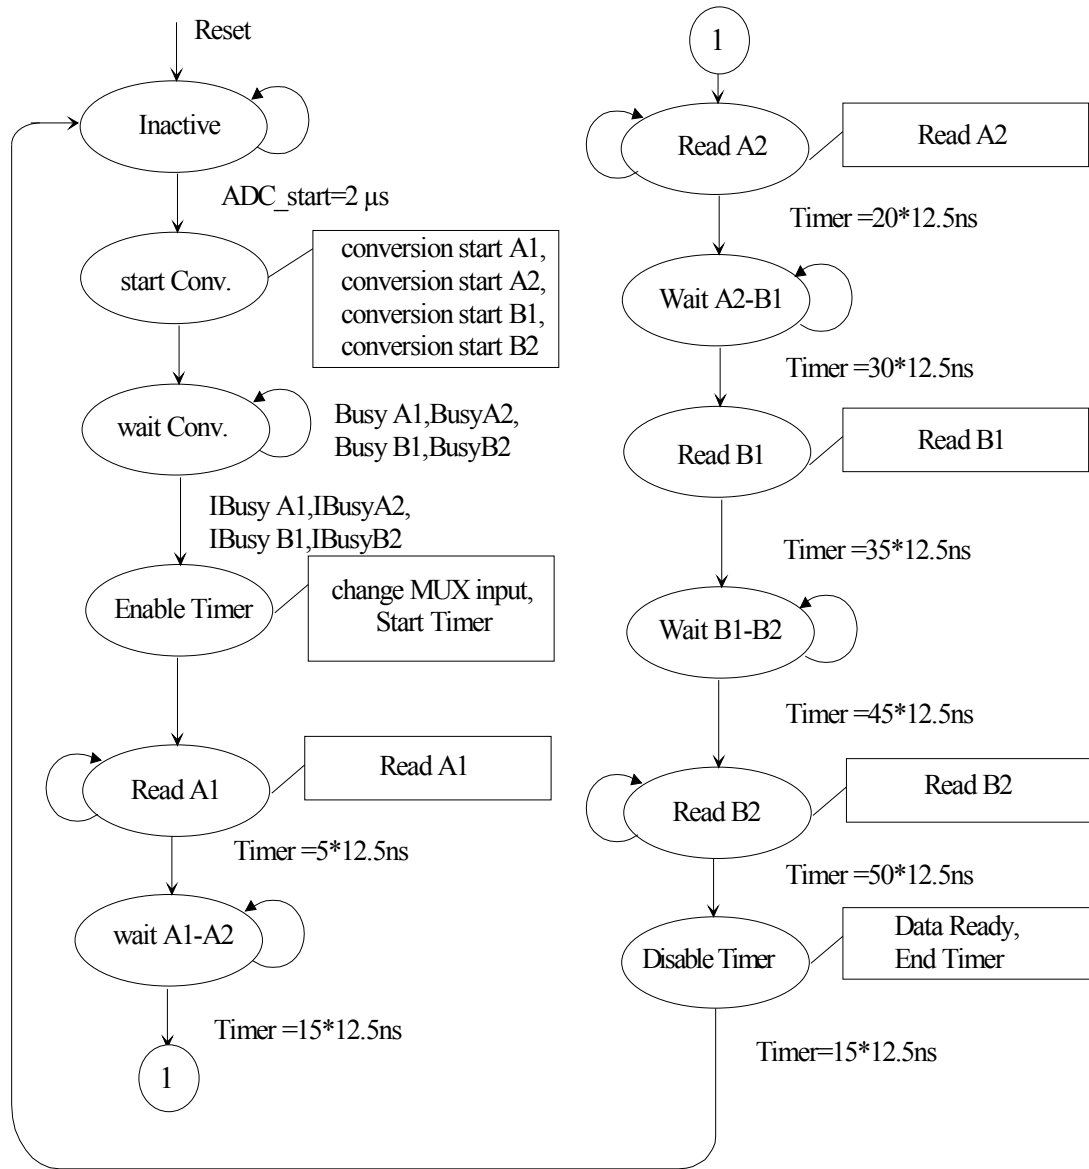 Reset
Inactive
ADC_start=2 µs
start Conv.
conversion start A1,
conversion start A2,
conversion start B1,
conversion start B2
wait Conv.
Busy A1,BusyA2,
Busy B1,BusyB2
IBusy A1,IBusyA2,
IBusy B1,IBusyB2
Enable Timer
change MUX input,
Start Timer
Read A1
Read A1
Timer =5*12.5ns
wait A1-A2
Timer =15*12.5ns
1
1
Read A2
Read A2
Timer =20*12.5ns
Wait A2-B1
Timer =30*12.5ns
Read B1
Read B1
Timer =35*12.5ns
Wait B1-B2
Timer =45*12.5ns
Read B2
Read B2
Timer =50*12.5ns
Disable Timer
Data Ready,
End Timer
Timer=15*12.5ns